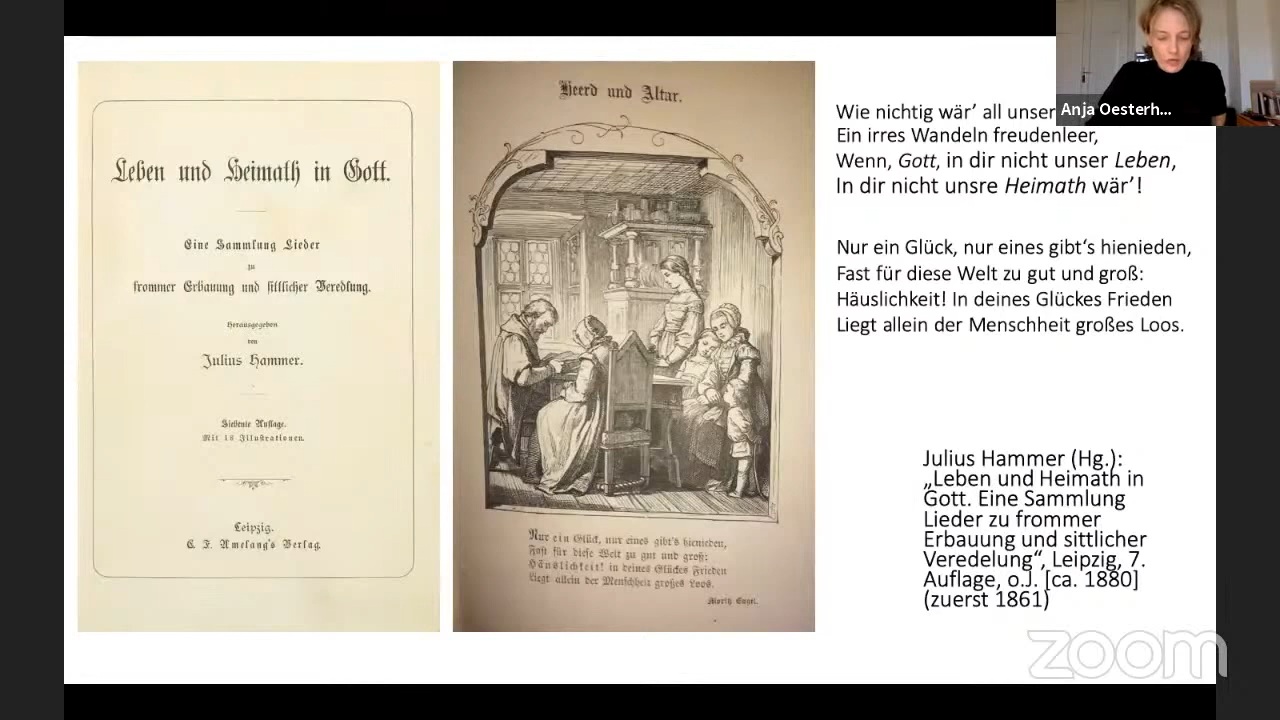 Leben und Heimath in Gott.
Eine Sammlung Lieder
zu
frommer Erbauung und sittlicher Veredlung.
Herausgegeben
von
Julius Hammer.
Siebente Auflage.
Mit 18 Illustrationen.
Leipzig.
C. F. Amelang's Verlag.
Heerd und Altar.
Nur ein Glück, nur eines gibt's hienieden,
Fast für diese Welt zu gut und groß:
Häuslichkeit! in deines Glückes Frieden
Liegt allein der Menschheit großes Loos.
Moritz Engel.
Wie nichtig wär’ all unser
Ein irres Wandeln freudenleer,
Wenn, Gott, in dir nicht unser Leben,
In dir nicht unsre Heimath wär’!
Nur ein Glück, nur eines gibt‘s hienieden,
Fast für diese Welt zu gut und groß:
Häuslichkeit! In deines Glückes Frieden
Liegt allein der Menschheit großes Loos.
Julius Hammer (Hg.):
„Leben und Heimath in
Gott. Eine Sammlung
Lieder zu frommer
Erbauung und sittlicher
Veredelung“, Leipzig, 7.
Auflage, o.J. [ca. 1880]
(zuerst 1861)
Anja Oesterh...
zoom